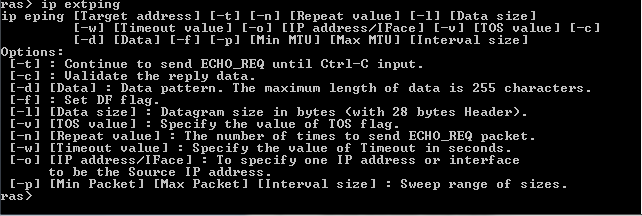 ras> ip extping
ip eping [Target address] [-t] [-n] [Repeat value] [-l] [Data size]
[-w] [Timeout value] [-o] [IP address/IFace] [-v] [TOS value] [-c]
[-d] [Data] [-f] [-p] [Min MTU] [Max MTU] [Interval size]
Options:
[-t] : Continue to send ECHO_REQ until Ctrl-C input.
[-c] : Validate the reply data.
[-d] [Data] : Data pattern. The maximum length of data is 255 characters.
[-f] : Set DF flag.
[-l] [Data size] : Datagram size in bytes (with 28 bytes Header).
[-v] [TOS value] : Specify the value of TOS flag.
[-n] [Repeat value] : The number of times to send ECHO_REQ packet.
[-w] [Timeout value] : Specify the value of Timeout in seconds.
[-o] [IP address/IFace] : To specify one IP address or interface
to be the Source IP address.
[-p] [Min Packet] [Max Packet] [Interval size] : Sweep range of sizes.
ras>